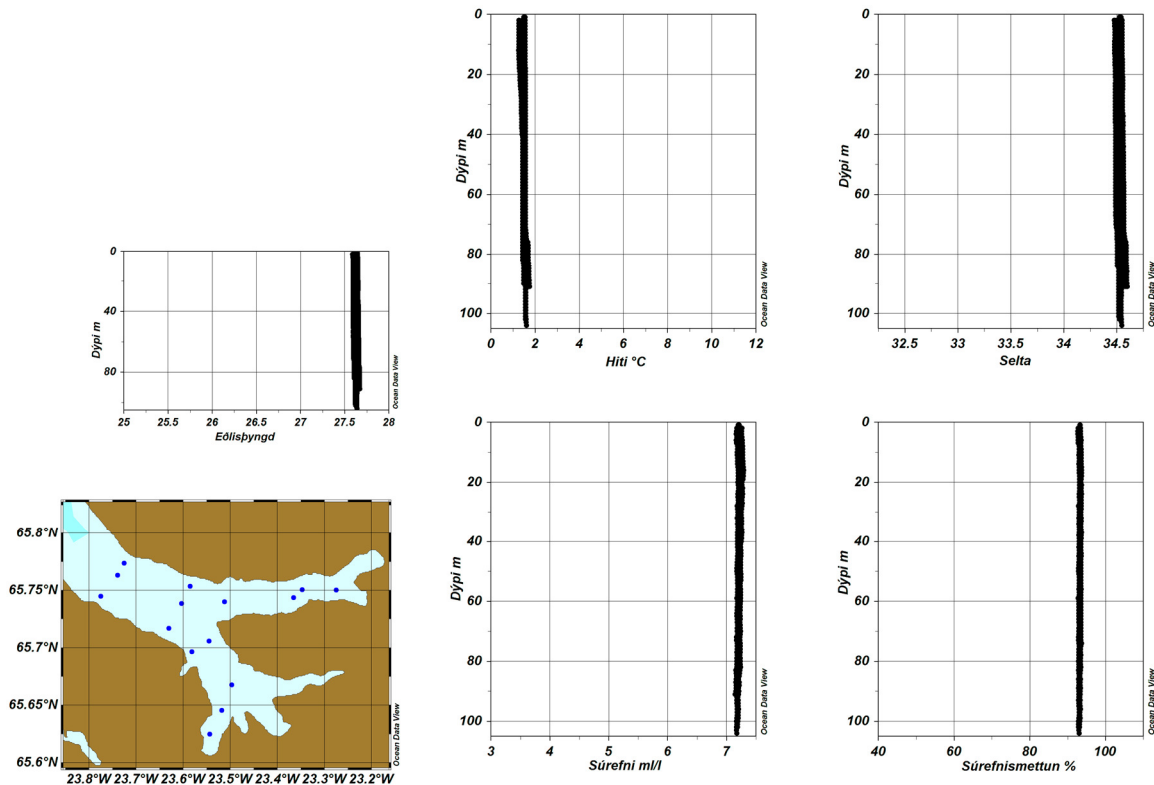 0
20
40
60
80
100
Dýpi m
0 2 4 6 8 10 12
Hiti °C
Ocean Data View
0
20
40
60
80
100
Dýpi m
32.5 33 33.5 34 34.5
Selta
Ocean Data View
0
40
80
Dýpi m
25 25.5 26 26.5 27 27.5 28
Eðlisþyngd
Ocean Data View
65.8°N
65.75°N
65.7°N
65.65°N
65.6°N
23.8°W 23.7°W 23.6°W 23.5°W 23.4°W 23.3°W 23.2°W
Ocean Data View
0
20
40
60
80
100
Dýpi m
3 4 5 6 7
Súrefni ml/l
Ocean Data View
0
20
40
60
80
100
Dýpi m
40 60 80 100
Súrefnismettun %
Ocean Data View